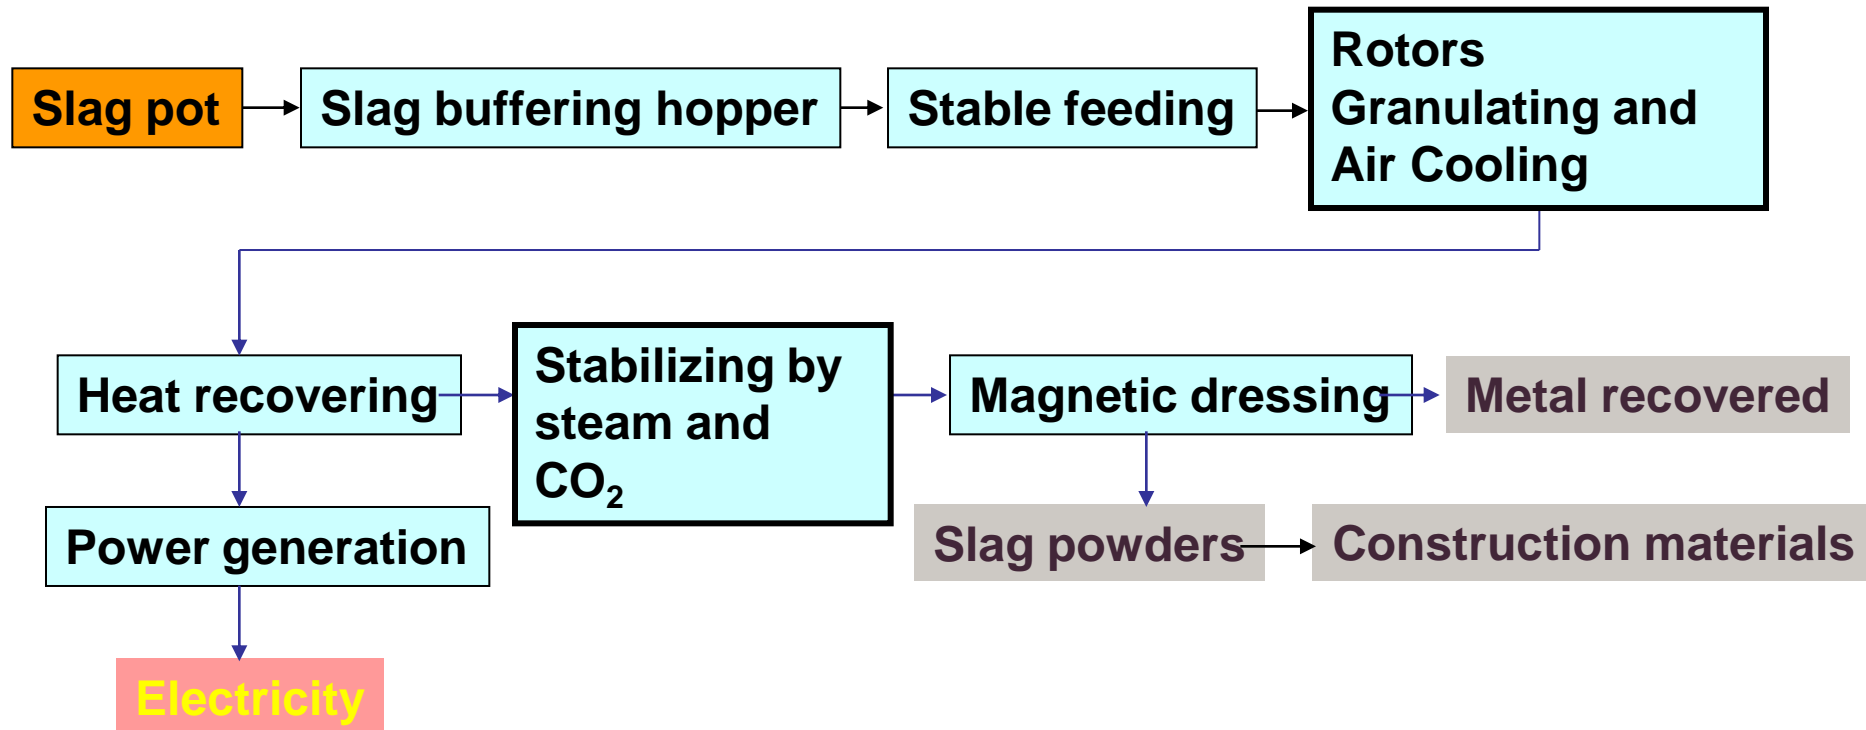 Slag pot
Slag buffering hopper
Stable feeding
Rotors
Granulating and
Air Cooling
Heat recovering
Stabilizing by
steam and
CO₂
Magnetic dressing
Metal recovered
Power generation
Slag powders
Construction materials
Electricity